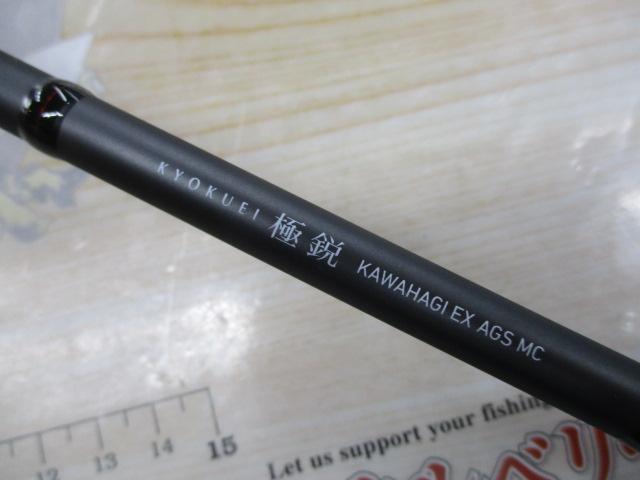 KYOKUEI 極鋭 KAWAHAGI EX AGS MC
12 13 14 15
Let us support your fishing